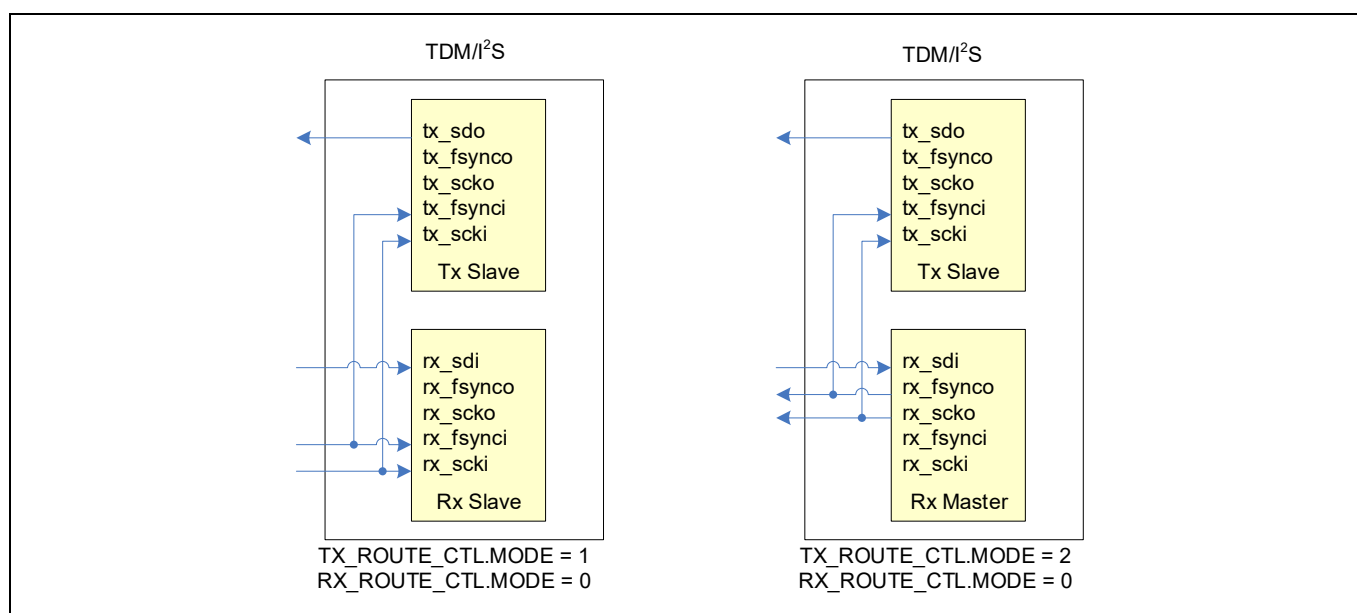 TDM/I²S
tx_sdo
tx_fsynco
tx_scko
tx_fsynci
tx_scki
Tx Slave
rx_sdi
rx_fsynco
rx_scko
rx_fsynci
rx_scki
Rx Slave
TX_ROUTE_CTL.MODE = 1
RX_ROUTE_CTL.MODE = 0
TDM/I²S
tx_sdo
tx_fsynco
tx_scko
tx_fsynci
tx_scki
Tx Slave
rx_sdi
rx_fsynco
rx_scko
rx_fsynci
rx_scki
Rx Master
TX_ROUTE_CTL.MODE = 2
RX_ROUTE_CTL.MODE = 0